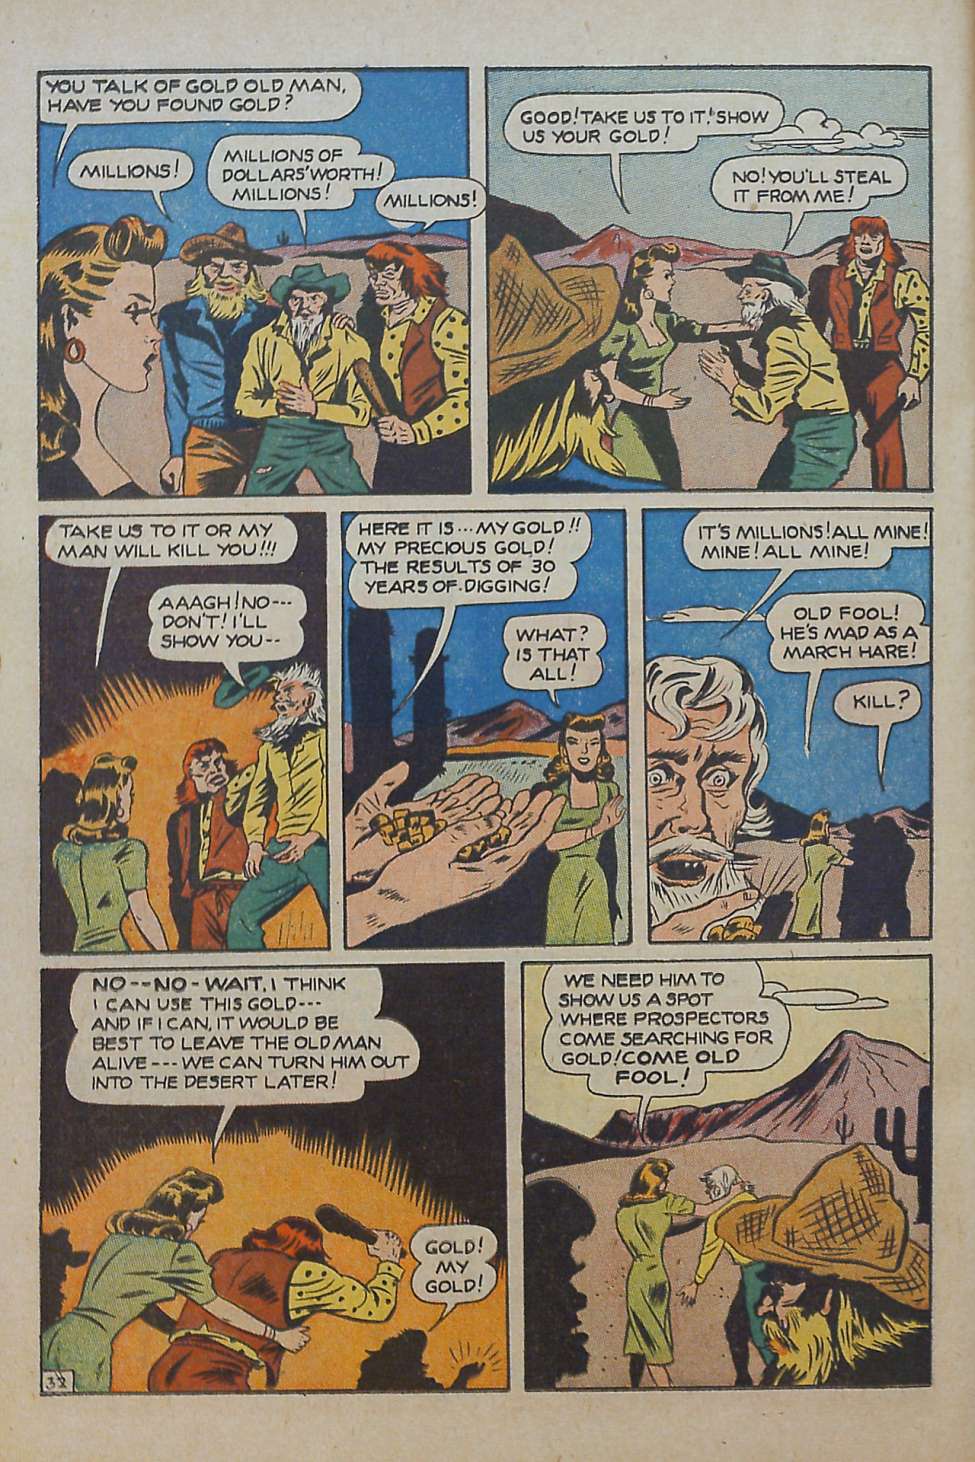 YOU TALK OF GOLD OLD MAN,
HAVE YOU FOUND GOLD?
MILLIONS!
MILLIONS OF
DOLLARS' WORTH!
MILLIONS!
MILLIONS!
GOOD! TAKE US TO IT! SHOW
US YOUR GOLD!
NO! YOU'LL STEAL
IT FROM ME!
TAKE US TO IT OR MY
MAN WILL KILL YOU!!!
AAAGH! NO---
DON'T! I'LL
SHOW YOU--
HERE IT IS... MY GOLD!!
MY PRECIOUS GOLD!
THE RESULTS OF 30
YEARS OF DIGGING!
WHAT?
IS THAT
ALL!
IT'S MILLIONS! ALL MINE!
MINE! ALL MINE!
OLD FOOL!
HE'S MAD AS A
MARCH HARE!
KILL?
NO--NO-WAIT, I THINK
I CAN USE THIS GOLD---
AND IF I CAN, IT WOULD BE
BEST TO LEAVE THE OLD MAN
ALIVE---WE CAN TURN HIM OUT
INTO THE DESERT LATER!
GOLD!
MY
GOLD!
32
WE NEED HIM TO
SHOW US A SPOT
WHERE PROSPECTORS
COME SEARCHING FOR
GOLD! COME OLD
FOOL!